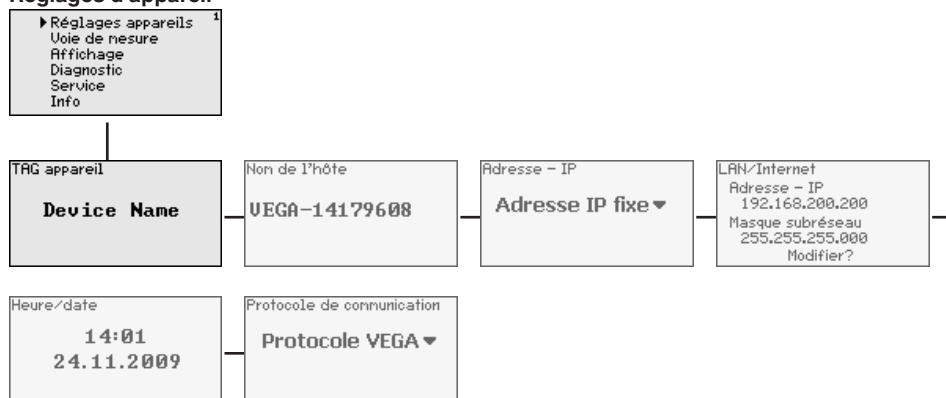 Réglages d'appareil
Réglages appareils 1
Voie de mesure
Affichage
Diagnostic
Service
Info
TAG appareil
Device Name
Nom de l'hôte
VEGA-14179608
Adresse – IP
Adresse IP fixe
LAN/Internet
Adresse – IP
192.168.200.200
Masque subréseau
255.255.255.000
Modifier?
Heure/date
14:01
24.11.2009
Protocole de communication
Protocole VEGA